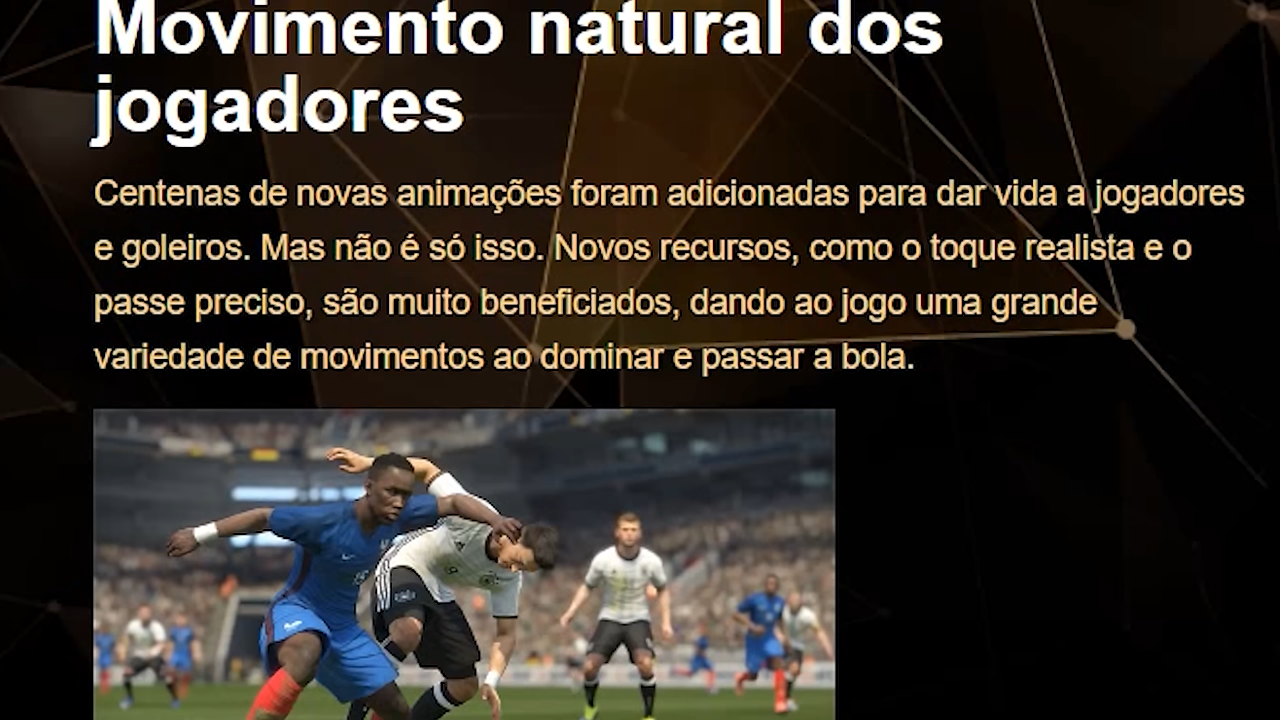 Movimento natural dos
jogadores
Centenas de novas animações foram adicionadas para dar vida a jogadores
e goleiros. Mas não é só isso. Novos recursos, como o toque realista e o
passe preciso, são muito beneficiados, dando ao jogo uma grande
variedade de movimentos ao dominar e passar a bola.